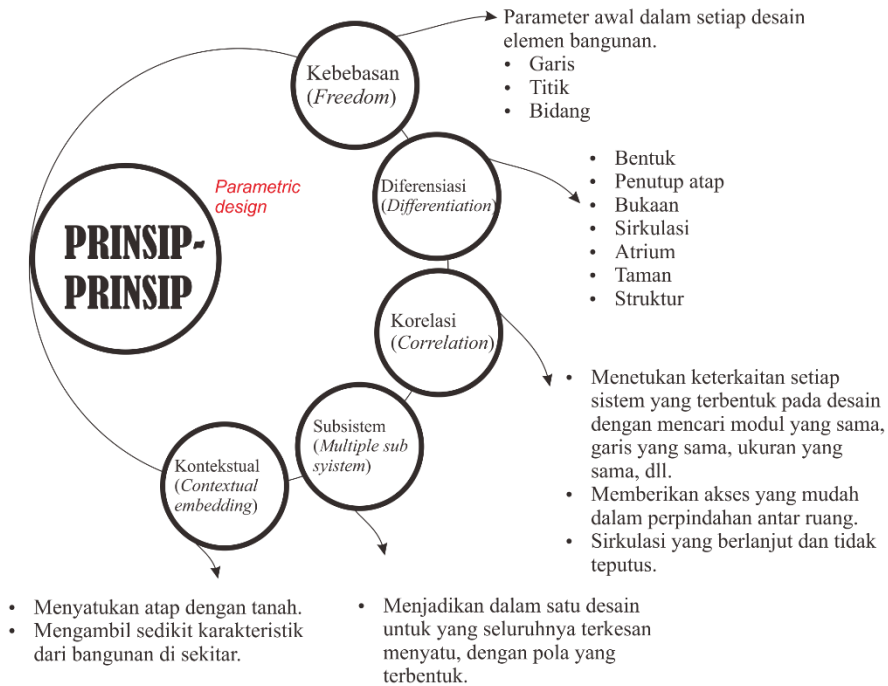 PRINSIP-
PRINSIP
Parametric
design
Kebebasan
(Freedom)
Parameter awal dalam setiap desain
elemen bangunan.
• Garis
• Titik
• Bidang
Diferensiasi
(Differentiation)
• Bentuk
• Penutup atap
• Bukaan
• Sirkulasi
• Atrium
• Taman
• Struktur
Korelasi
(Correlation)
• Menetukan keterkaitan setiap
sistem yang terbentuk pada desain
dengan mencari modul yang sama,
garis yang sama, ukuran yang
sama, dll.
• Memberikan akses yang mudah
dalam perpindahan antar ruang.
• Sirkulasi yang berlanjut dan tidak
teputus.
Subsistem
(Multiple sub
syistem)
• Menjadikan dalam satu desain
untuk yang seluruhnya terkesan
menyatu, dengan pola yang
terbentuk.
Kontekstual
(Contextual
embedding)
• Menyatukan atap dengan tanah.
• Mengambil sedikit karakteristik
dari bangunan di sekitar.